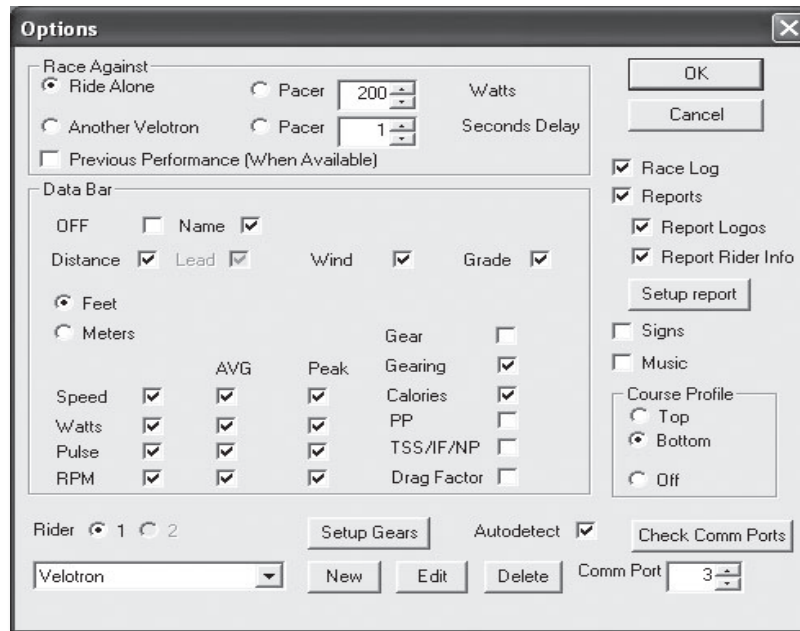 Options
Race Against
Ride Alone
Pacer
200
Watts
Another Velotron
Pacer
1
Seconds Delay
Previous Performance (When Available)
OK
Cancel
Race Log
Reports
Report Logos
Report Rider Info
Setup report
Signs
Music
Data Bar
OFF
Name
Distance
Lead
Wind
Grade
Feet
Meters
AVG
Peak
Speed
Watts
Pulse
RPM
Gear
Gearing
Calories
PP
TSS/IF/NP
Drag Factor
Course Profile
Top
Bottom
Off
Rider
1
2
Setup Gears
Autodetect
Check Comm Ports
Velotron
New
Edit
Delete
Comm Port
3